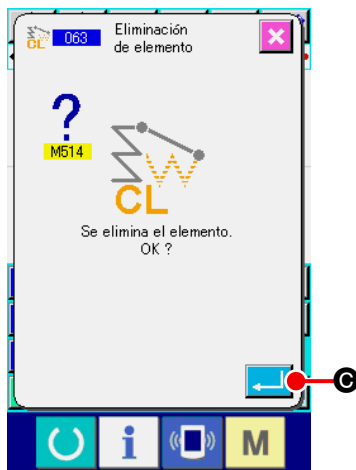 063
Eliminación
de elemento
?
M514
CL
Se elimina el elemento.
OK ?
C
i
M